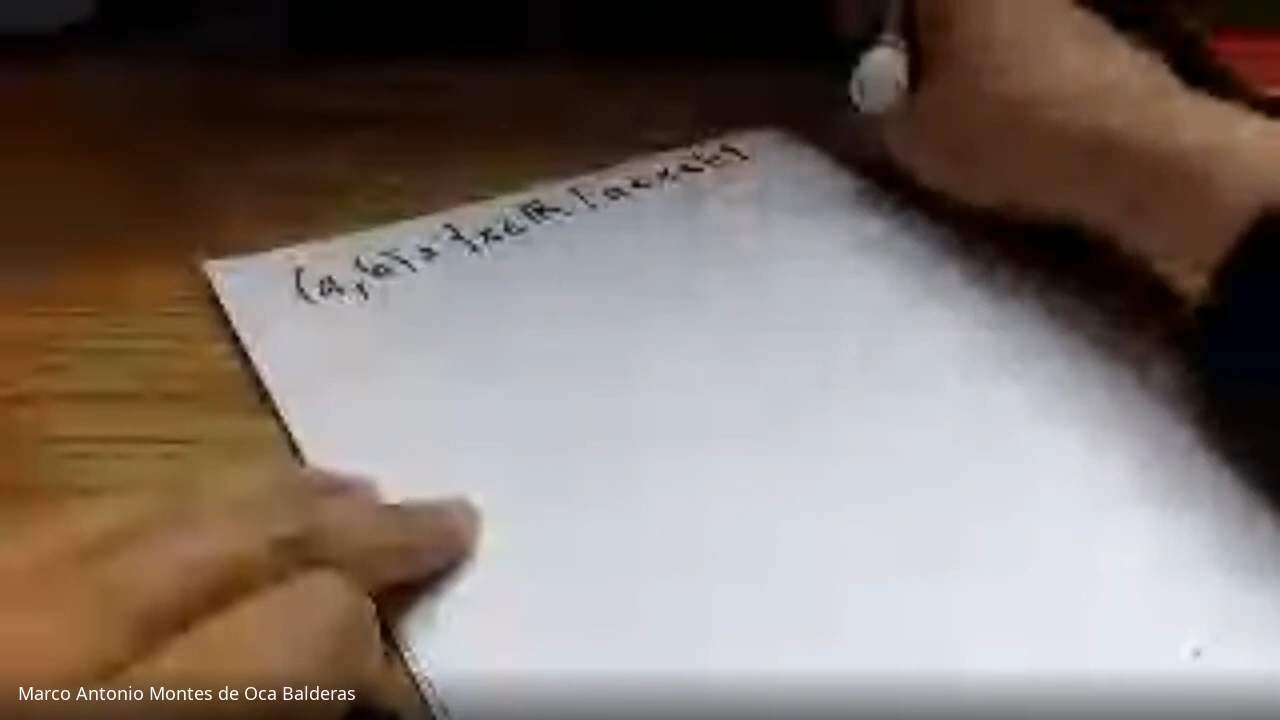 (a,b) = {x∈ℝ | a<x<b}
Marco Antonio Montes de Oca Balderas